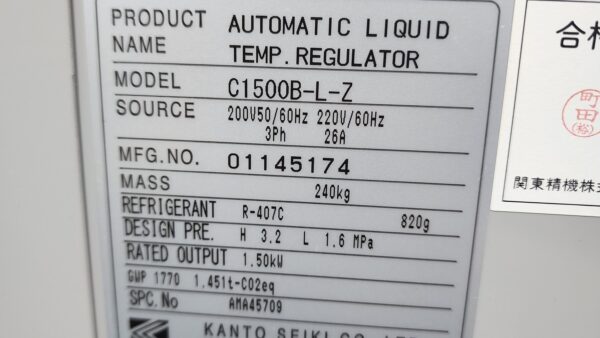 PRODUCT NAME AUTOMATIC LIQUID
TEMP.REGULATOR
MODEL C1500B-L-Z
SOURCE 200V50/60Hz 220V/60Hz
3Ph 26A
MFG.NO. 01145174
MASS 240kg
REFRIGERANT R-407C 820g
DESIGN PRE. H 3.2 L 1.6 MPa
RATED OUTPUT 1.50kW
GWP 1770 1.451t-CO2eq
SPC.No AMA45709
KANTO SEIKI CO., LTD.
合格
町田
(裕)
関東精機株式